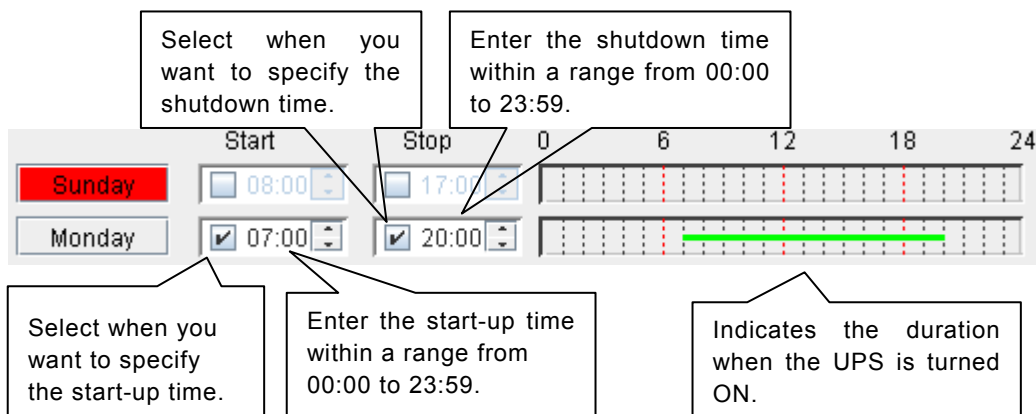 Select when you
want to specify the
shutdown time.
Enter the shutdown time
within a range from 00:00
to 23:59.
Start Stop 0 6 12 18 24
Sunday 08:00 17:00
Monday 07:00 20:00
Select when you
want to specify
the start-up time.
Enter the start-up time
within a range from
00:00 to 23:59.
Indicates the duration
when the UPS is turned
ON.